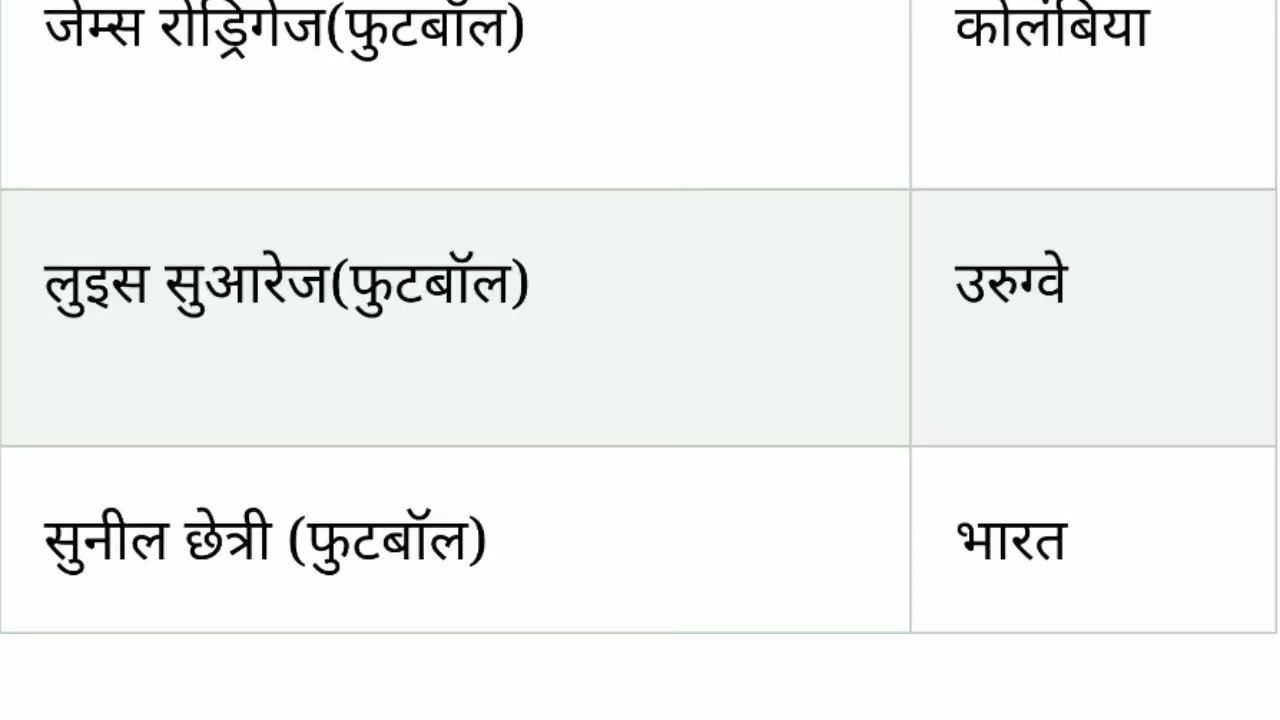 जेम्स रोड्रिगेज(फुटबॉल) कोलंबिया
लुइस सुआरेज(फुटबॉल) उरुग्वे
सुनील छेत्री (फुटबॉल) भारत